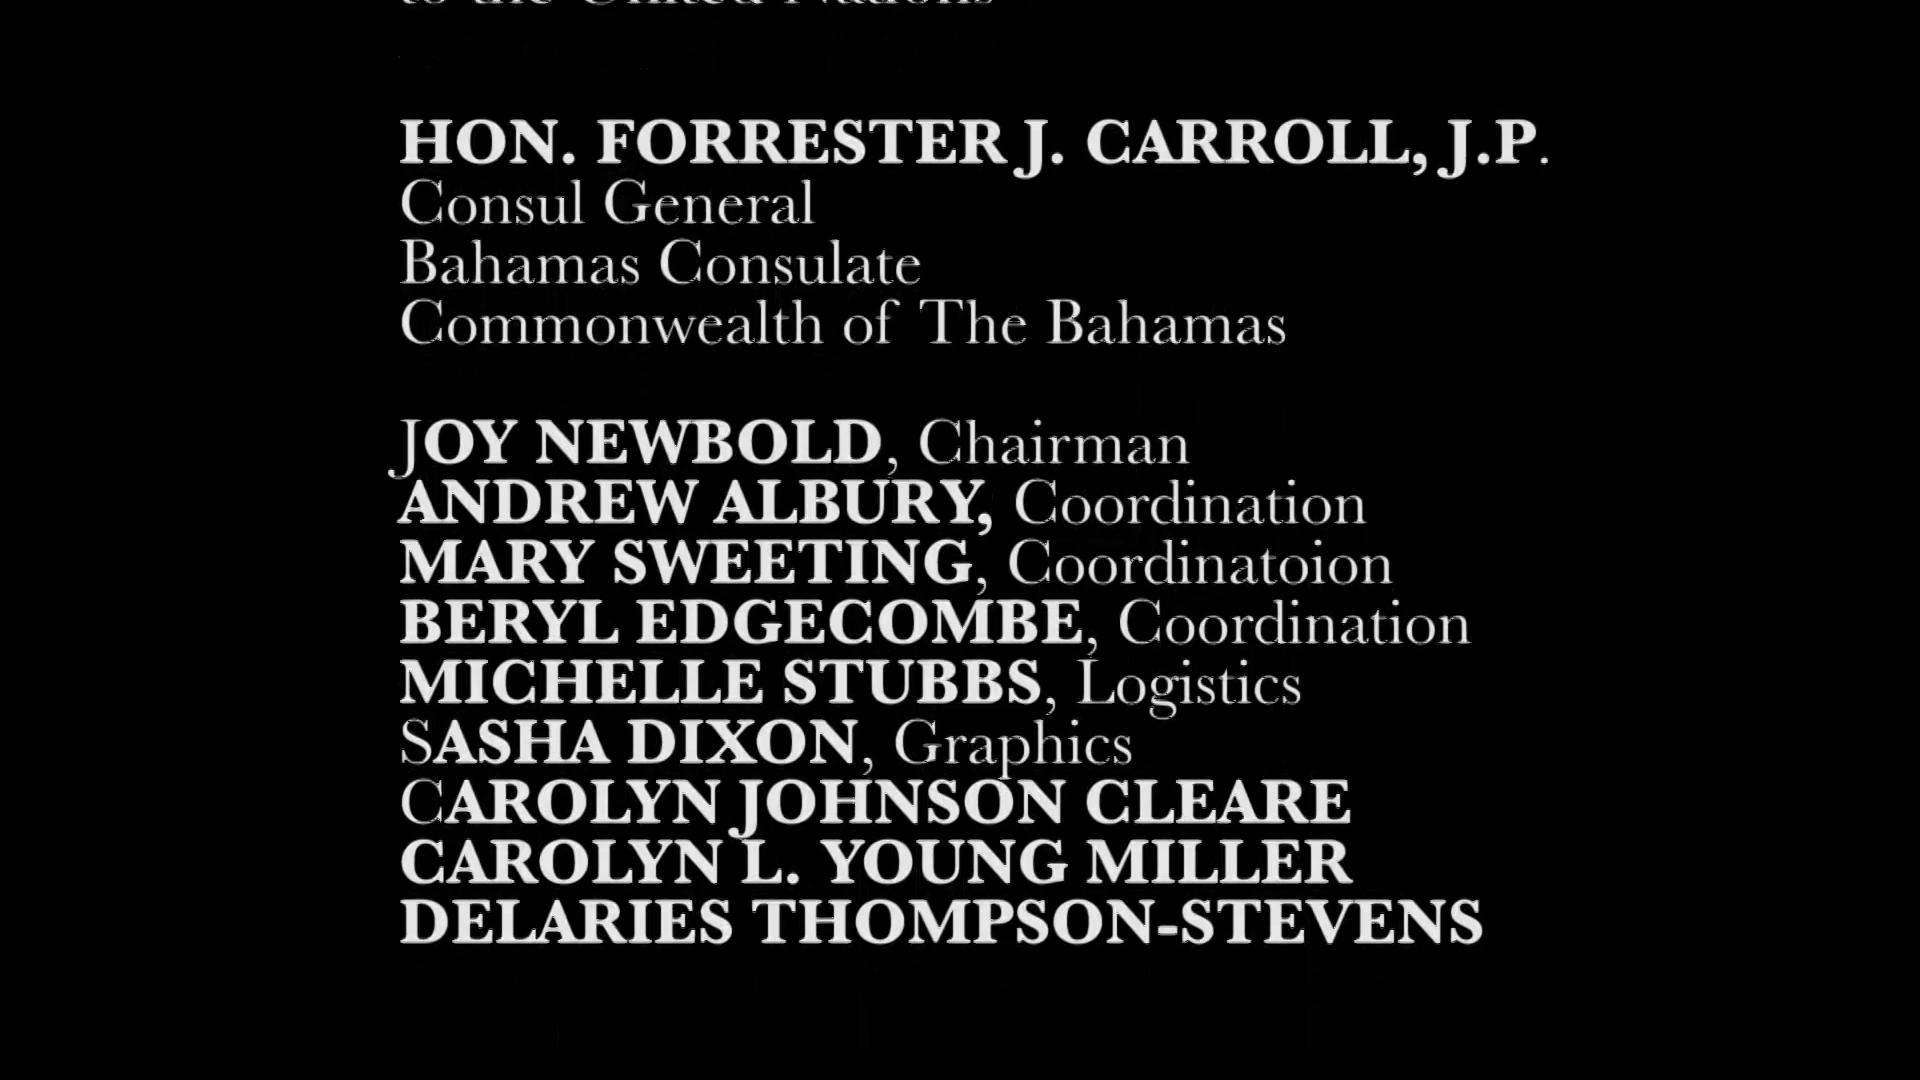 to the United Nations
HON. FORRESTER J. CARROLL, J.P.
Consul General
Bahamas Consulate
Commonwealth of The Bahamas
JOY NEWBOLD, Chairman
ANDREW ALBURY, Coordination
MARY SWEETING, Coordinatoion
BERYL EDGECOMBE, Coordination
MICHELLE STUBBS, Logistics
SASHA DIXON, Graphics
CAROLYN JOHNSON CLEARE
CAROLYN L. YOUNG MILLER
DELARIES THOMPSON-STEVENS